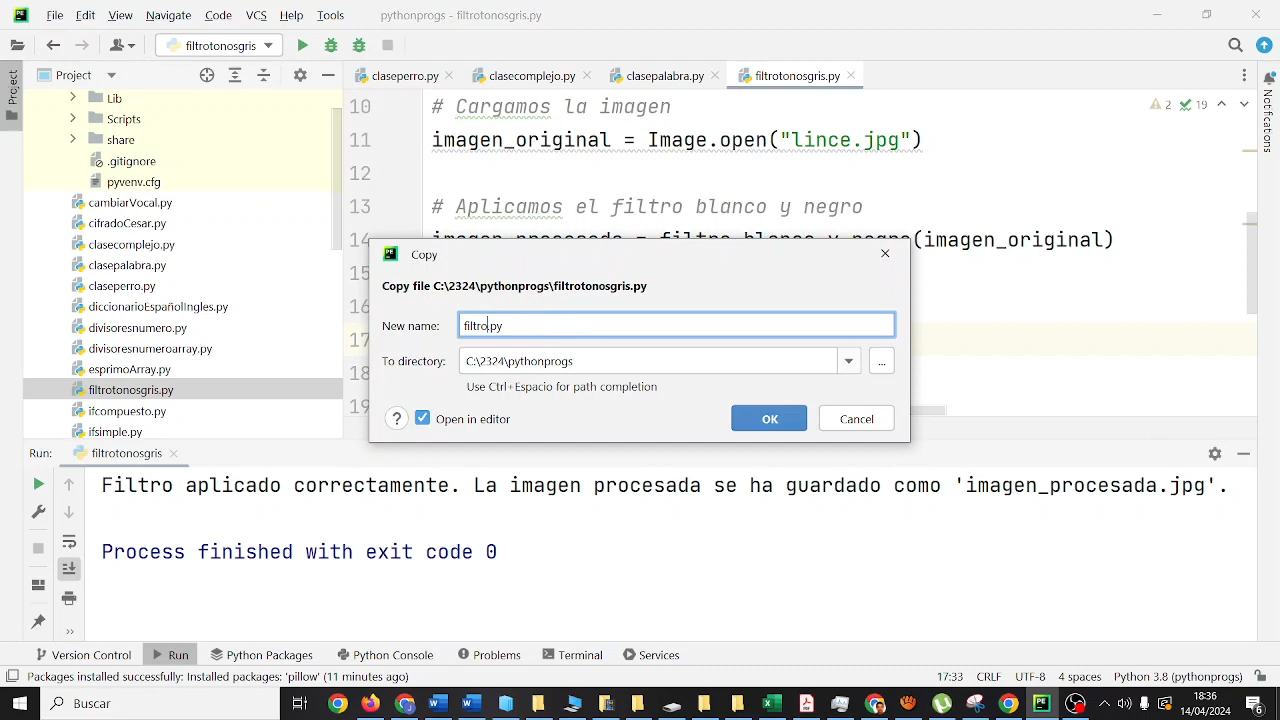 File Edit View Navigate Code VCS Help Tools pythonprogs - filtrotonosgris.py
filtrotonosgris
Project
Project
claseperro.py
clasecomplejo.py
clasepalabra.py
filtrotonosgris.py
Notifications
Lib
Scripts
share
.gitignore
pyvenv.cfg
cambiarVocal.py
cifradoCesar.py
clasecomplejo.py
clasepalabra.py
claseperro.py
diccionarioEspañolIngles.py
divisoresnumero.py
divisoresnumeroarray.py
esprimoArray.py
filtrotonosgris.py
ifcompuesto.py
ifsimple.py
2 19
10 # Cargamos la imagen
11 imagen_original = Image.open("lince.jpg")
12
13 # Aplicamos el filtro blanco y negro
14 imagen_procesada = filtro_blanco_y_negro(imagen_original)
15
16
17
18
19
Copy
Copy file C:\2324\pythonprogs\filtrotonosgris.py
New name: filtro.py
To directory: C:\2324\pythonprogs
...
Use Ctrl+Espacio for path completion
? Open in editor
OK
Cancel
Run: filtrotonosgris
Filtro aplicado correctamente. La imagen procesada se ha guardado como 'imagen_procesada.jpg'.
Process finished with exit code 0
Version Control Run Python Packages Python Console Problems Terminal Services
Packages installed successfully: Installed packages: 'pillow' (11 minutes ago) 17:33 CRLF UTF-8 4 spaces Python 3.8 (pythonprogs)
Buscar
18:36
14/04/2024
6